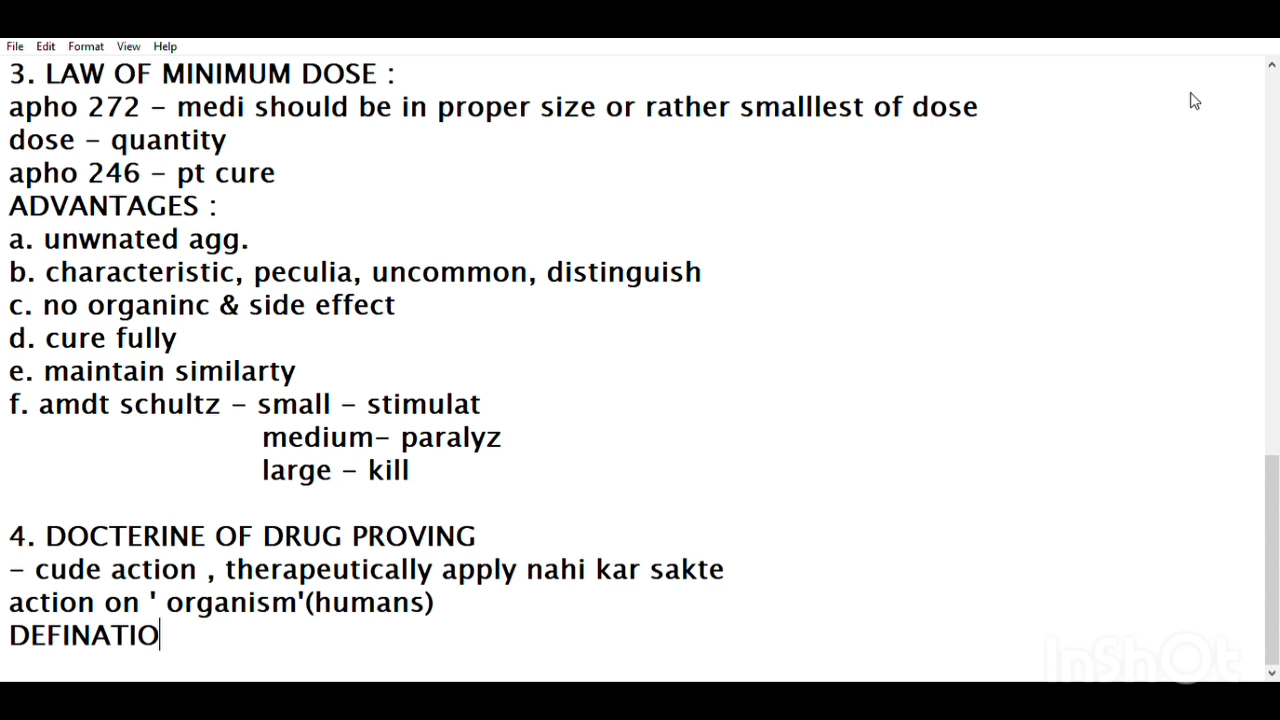 File Edit Format View Help
3. LAW OF MINIMUM DOSE :
apho 272 - medi should be in proper size or rather smalllest of dose
dose - quantity
apho 246 - pt cure
ADVANTAGES :
a. unwnated agg.
b. characteristic, peculia, uncommon, distinguish
c. no organinc & side effect
d. cure fully
e. maintain similarty
f. amdt schultz - small - stimulat
medium- paralyz
large - kill
4. DOCTERINE OF DRUG PROVING
- cude action , therapeutically apply nahi kar sakte
action on ' organism'(humans)
DEFINATIO
InShOt